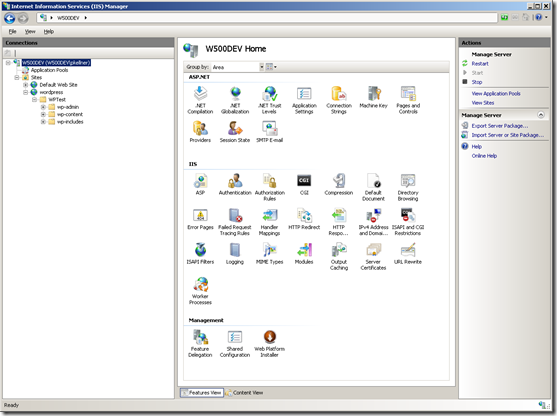 Internet Information Services (IIS) Manager
W500DEV
File View Help
Connections
W500DEV (W500DEV\pkellner)
Application Pools
Sites
Default Web Site
wordpress
WPTest
wp-admin
wp-content
wp-includes
W500DEV Home
Group by: Area
ASP.NET
.NET Compilation
.NET Globalization
.NET Trust Levels
Application Settings
Connection Strings
Machine Key
Pages and Controls
Providers
Session State
SMTP E-mail
IIS
ASP
Authentication
Authorization Rules
CGI
Compression
Default Document
Directory Browsing
Error Pages
Failed Request Tracing Rules
Handler Mappings
HTTP Redirect
HTTP Respo...
IPv4 Address and Domai...
ISAPI and CGI Restrictions
ISAPI Filters
Logging
MIME Types
Modules
Output Caching
Server Certificates
URL Rewrite
Worker Processes
Management
Feature Delegation
Shared Configuration
Web Platform Installer
Features View
Content View
Actions
Manage Server
Restart
Start
Stop
View Application Pools
View Sites
Manage Server
Export Server Package...
Import Server or Site Package...
Help
Online Help
Ready